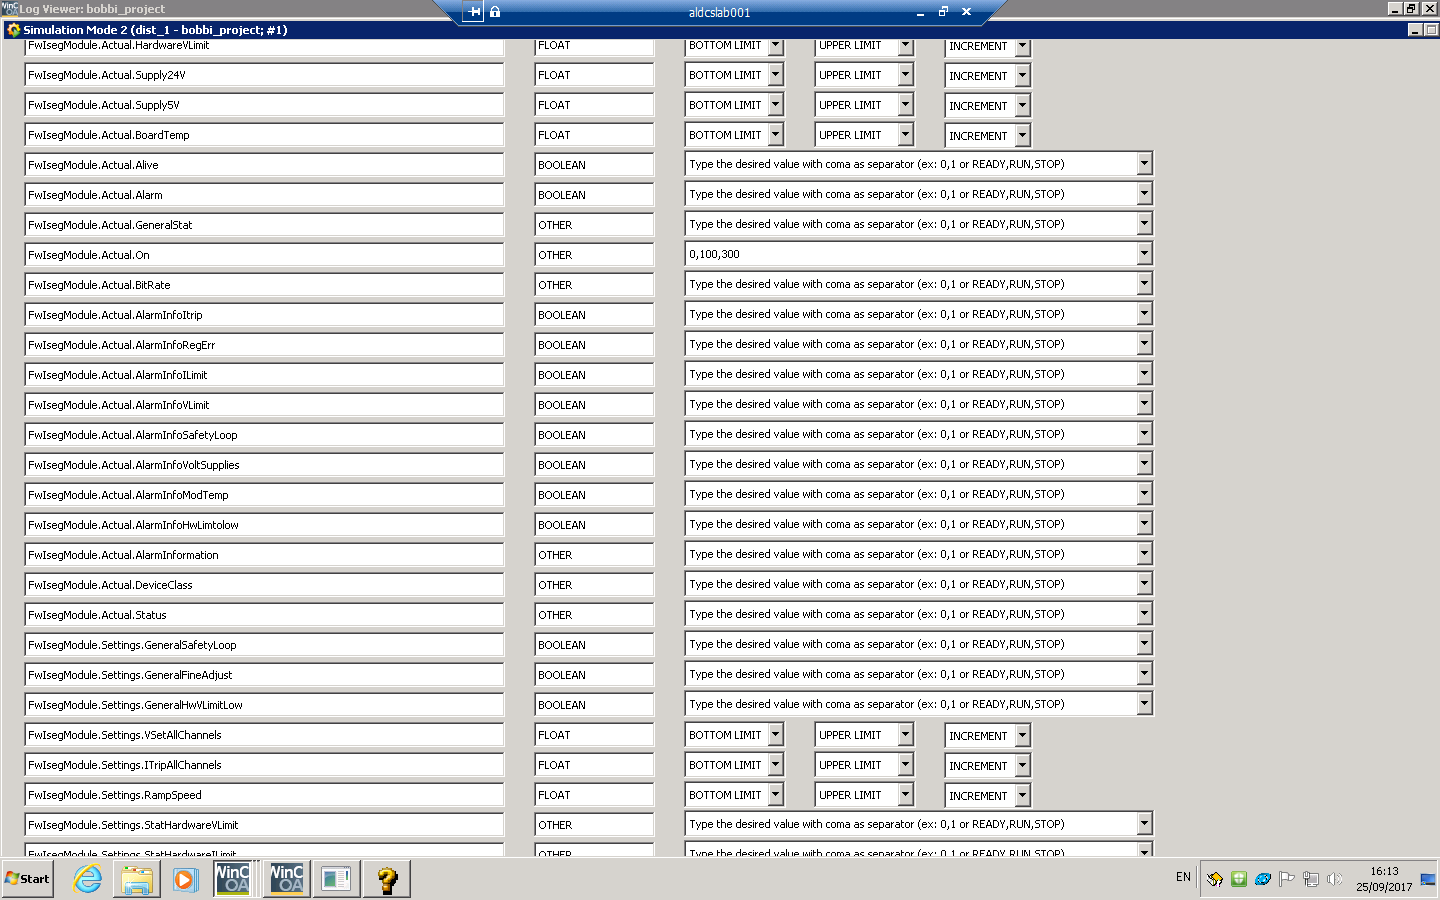 WinCC
OA
Log Viewer: bobbi_project
aldcslab001
Simulation Mode 2 (dist_1 - bobbi_project; #1)
FwIsegModule.Actual.HardwareVLimit FLOAT BOTTOM LIMIT UPPER LIMIT INCREMENT
FwIsegModule.Actual.Supply24V FLOAT BOTTOM LIMIT UPPER LIMIT INCREMENT
FwIsegModule.Actual.Supply5V FLOAT BOTTOM LIMIT UPPER LIMIT INCREMENT
FwIsegModule.Actual.BoardTemp FLOAT BOTTOM LIMIT UPPER LIMIT INCREMENT
FwIsegModule.Actual.Alive BOOLEAN Type the desired value with coma as separator (ex: 0,1 or READY,RUN,STOP)
FwIsegModule.Actual.Alarm BOOLEAN Type the desired value with coma as separator (ex: 0,1 or READY,RUN,STOP)
FwIsegModule.Actual.GeneralStat OTHER Type the desired value with coma as separator (ex: 0,1 or READY,RUN,STOP)
FwIsegModule.Actual.On OTHER 0,100,300
FwIsegModule.Actual.BitRate OTHER Type the desired value with coma as separator (ex: 0,1 or READY,RUN,STOP)
FwIsegModule.Actual.AlarmInfoItrip BOOLEAN Type the desired value with coma as separator (ex: 0,1 or READY,RUN,STOP)
FwIsegModule.Actual.AlarmInfoRegErr BOOLEAN Type the desired value with coma as separator (ex: 0,1 or READY,RUN,STOP)
FwIsegModule.Actual.AlarmInfoILimit BOOLEAN Type the desired value with coma as separator (ex: 0,1 or READY,RUN,STOP)
FwIsegModule.Actual.AlarmInfoVLimit BOOLEAN Type the desired value with coma as separator (ex: 0,1 or READY,RUN,STOP)
FwIsegModule.Actual.AlarmInfoSafetyLoop BOOLEAN Type the desired value with coma as separator (ex: 0,1 or READY,RUN,STOP)
FwIsegModule.Actual.AlarmInfoVoltSupplies BOOLEAN Type the desired value with coma as separator (ex: 0,1 or READY,RUN,STOP)
FwIsegModule.Actual.AlarmInfoModTemp BOOLEAN Type the desired value with coma as separator (ex: 0,1 or READY,RUN,STOP)
FwIsegModule.Actual.AlarmInfoHwLimtolow BOOLEAN Type the desired value with coma as separator (ex: 0,1 or READY,RUN,STOP)
FwIsegModule.Actual.AlarmInformation OTHER Type the desired value with coma as separator (ex: 0,1 or READY,RUN,STOP)
FwIsegModule.Actual.DeviceClass OTHER Type the desired value with coma as separator (ex: 0,1 or READY,RUN,STOP)
FwIsegModule.Actual.Status OTHER Type the desired value with coma as separator (ex: 0,1 or READY,RUN,STOP)
FwIsegModule.Settings.GeneralSafetyLoop BOOLEAN Type the desired value with coma as separator (ex: 0,1 or READY,RUN,STOP)
FwIsegModule.Settings.GeneralFineAdjust BOOLEAN Type the desired value with coma as separator (ex: 0,1 or READY,RUN,STOP)
FwIsegModule.Settings.GeneralHwVLimitLow BOOLEAN Type the desired value with coma as separator (ex: 0,1 or READY,RUN,STOP)
FwIsegModule.Settings.VSetAllChannels FLOAT BOTTOM LIMIT UPPER LIMIT INCREMENT
FwIsegModule.Settings.ITripAllChannels FLOAT BOTTOM LIMIT UPPER LIMIT INCREMENT
FwIsegModule.Settings.RampSpeed FLOAT BOTTOM LIMIT UPPER LIMIT INCREMENT
FwIsegModule.Settings.StatHardwareVLimit OTHER Type the desired value with coma as separator (ex: 0,1 or READY,RUN,STOP)
FwIsegModule.Settings.StatHardwareILimit OTHER Type the desired value with coma as separator (ex: 0,1 or READY,RUN,STOP)
Start
WinCC
OA
WinCC
OA
EN
16:13
25/09/2017